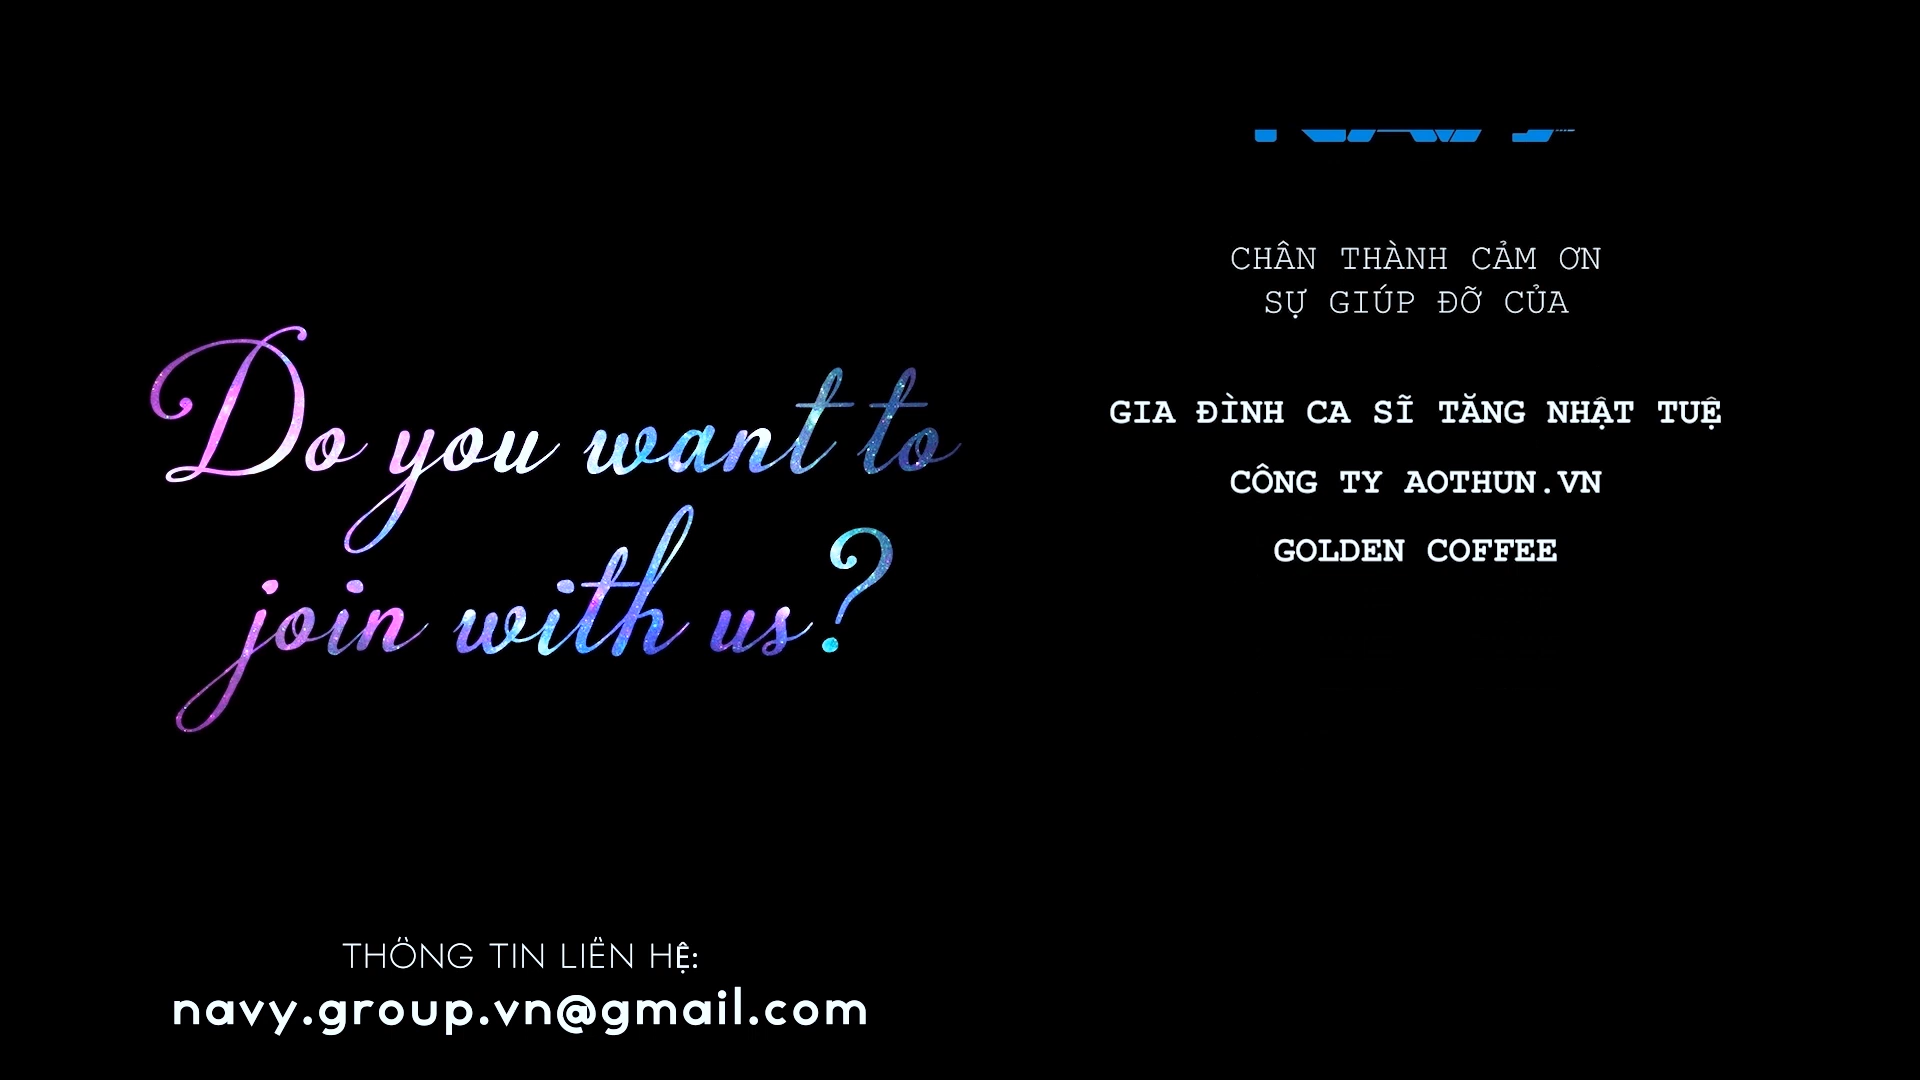 Do you want to
join with us?
THÔNG TIN LIÊN HỆ:
navy.group.vn@gmail.com
CHÂN THÀNH CẢM ƠN
SỰ GIÚP ĐỠ CỦA
GIA ĐÌNH CA SĨ TĂNG NHẬT TUỆ
CÔNG TY AOTHUN.VN
GOLDEN COFFEE